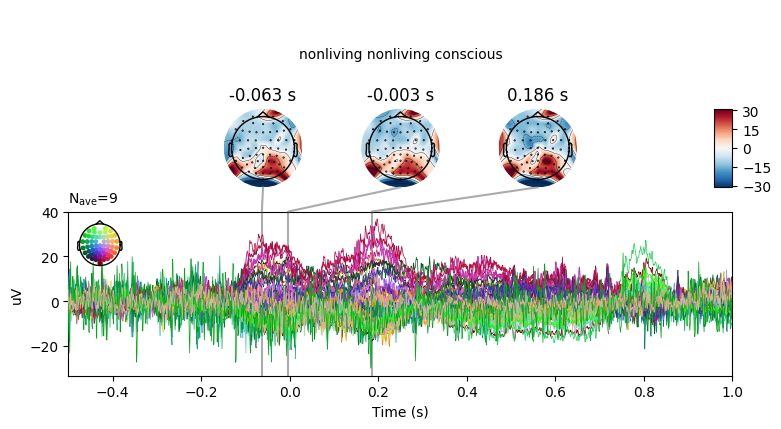 nonliving nonliving conscious
-0.063 s
-0.003 s
0.186 s
30
15
0
−15
−30
Nave=9
40
20
0
−20
uV
−0.4
−0.2
0.0
0.2
0.4
0.6
0.8
1.0
Time (s)